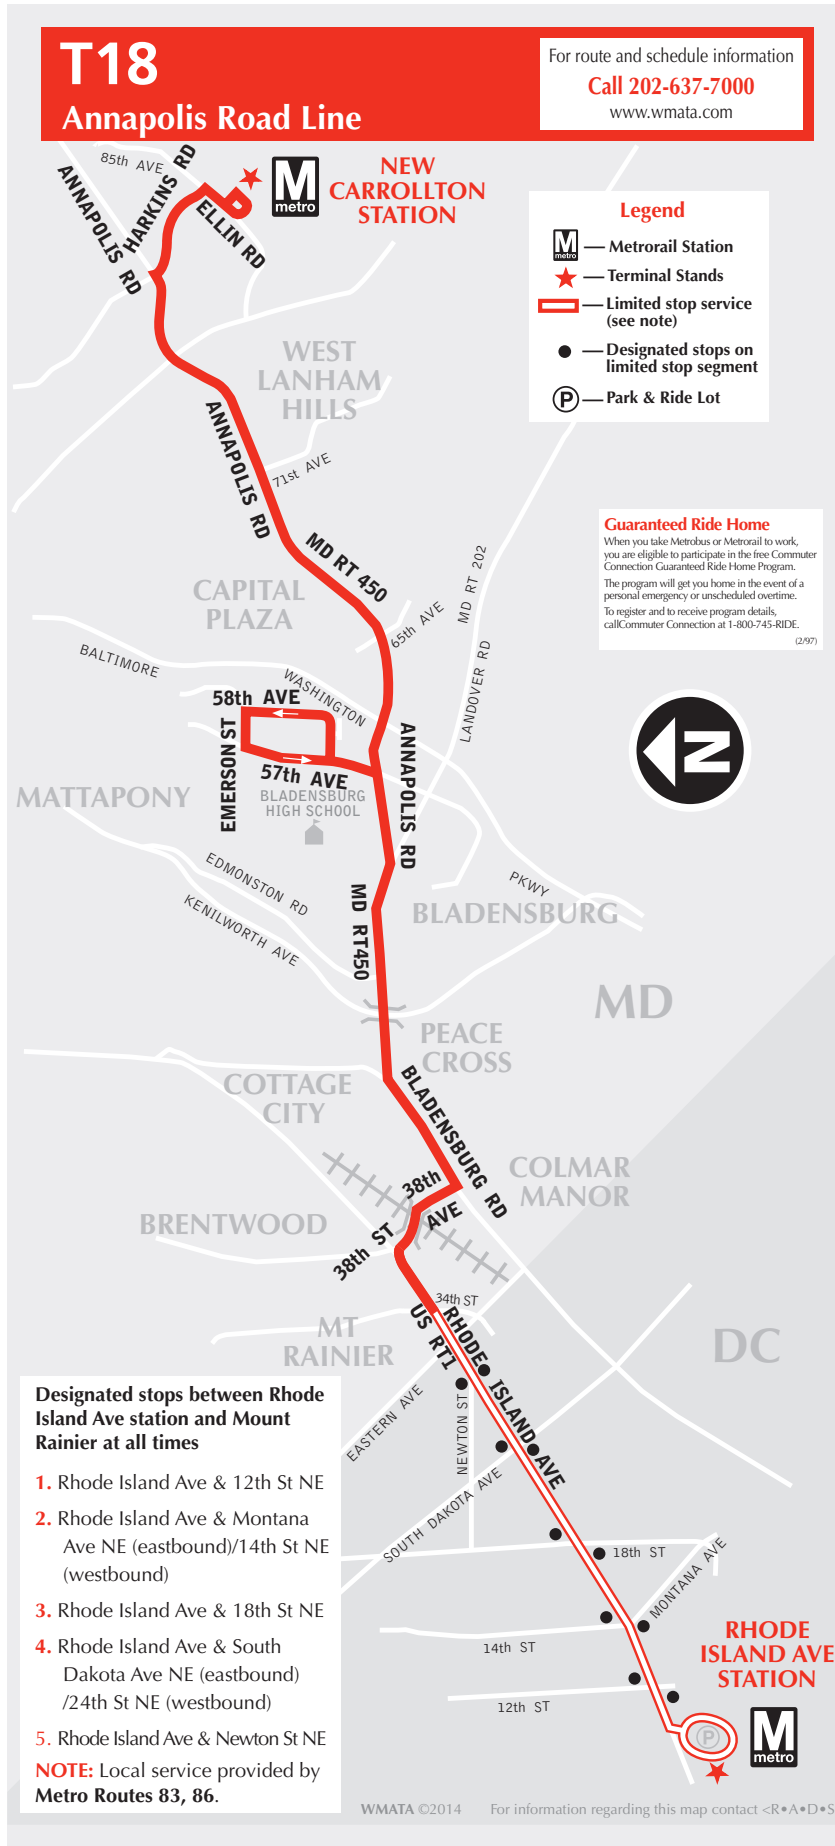 T18
Annapolis Road Line
For route and schedule information
Call 202-637-7000
www.wmata.com
85th AVE
HARKINS RD
ANNAPOLIS RD
ELLIN RD
M
metro
NEW
CARROLLTON
STATION
Legend
M
metro
Metrorail Station
Terminal Stands
Limited stop service
(see note)
Designated stops on
limited stop segment
P
Park & Ride Lot
WEST
LANHAM
HILLS
ANNAPOLIS RD
71st AVE
MD RT 450
Guaranteed Ride Home
When you take Metrobus or Metrorail to work,
you are eligible to participate in the free Commuter
Connection Guaranteed Ride Home Program.
The program will get you home in the event of a
personal emergency or unscheduled overtime.
To register and to receive program details,
callCommuter Connection at 1-800-745-RIDE.
(2/97)
CAPITAL
PLAZA
65th AVE
MD RT 202
LANDOVER RD
BALTIMORE
WASHINGTON
58th AVE
EMERSON ST
57th AVE
ANNAPOLIS RD
N
MATTAPONY
BLADENSBURG
HIGH SCHOOL
EDMONSTON RD
KENILWORTH AVE
MD RT450
PKWY
BLADENSBURG
MD
PEACE
CROSS
COTTAGE
CITY
BLADENSBURG RD
COLMAR
MANOR
38th
AVE
BRENTWOOD
38th ST
34th ST
MT
RAINIER
US RT1
RHODE ISLAND AVE
DC
EASTERN AVE
NEWTON ST
SOUTH DAKOTA AVE
18th ST
MONTANA AVE
14th ST
12th ST
RHODE
ISLAND AVE
STATION
P
M
metro
Designated stops between Rhode
Island Ave station and Mount
Rainier at all times
1. Rhode Island Ave & 12th St NE
2. Rhode Island Ave & Montana
Ave NE (eastbound)/14th St NE
(westbound)
3. Rhode Island Ave & 18th St NE
4. Rhode Island Ave & South
Dakota Ave NE (eastbound)
/24th St NE (westbound)
5. Rhode Island Ave & Newton St NE
NOTE: Local service provided by
Metro Routes 83, 86.
WMATA ©2014 For information regarding this map contact <R•A•D•S